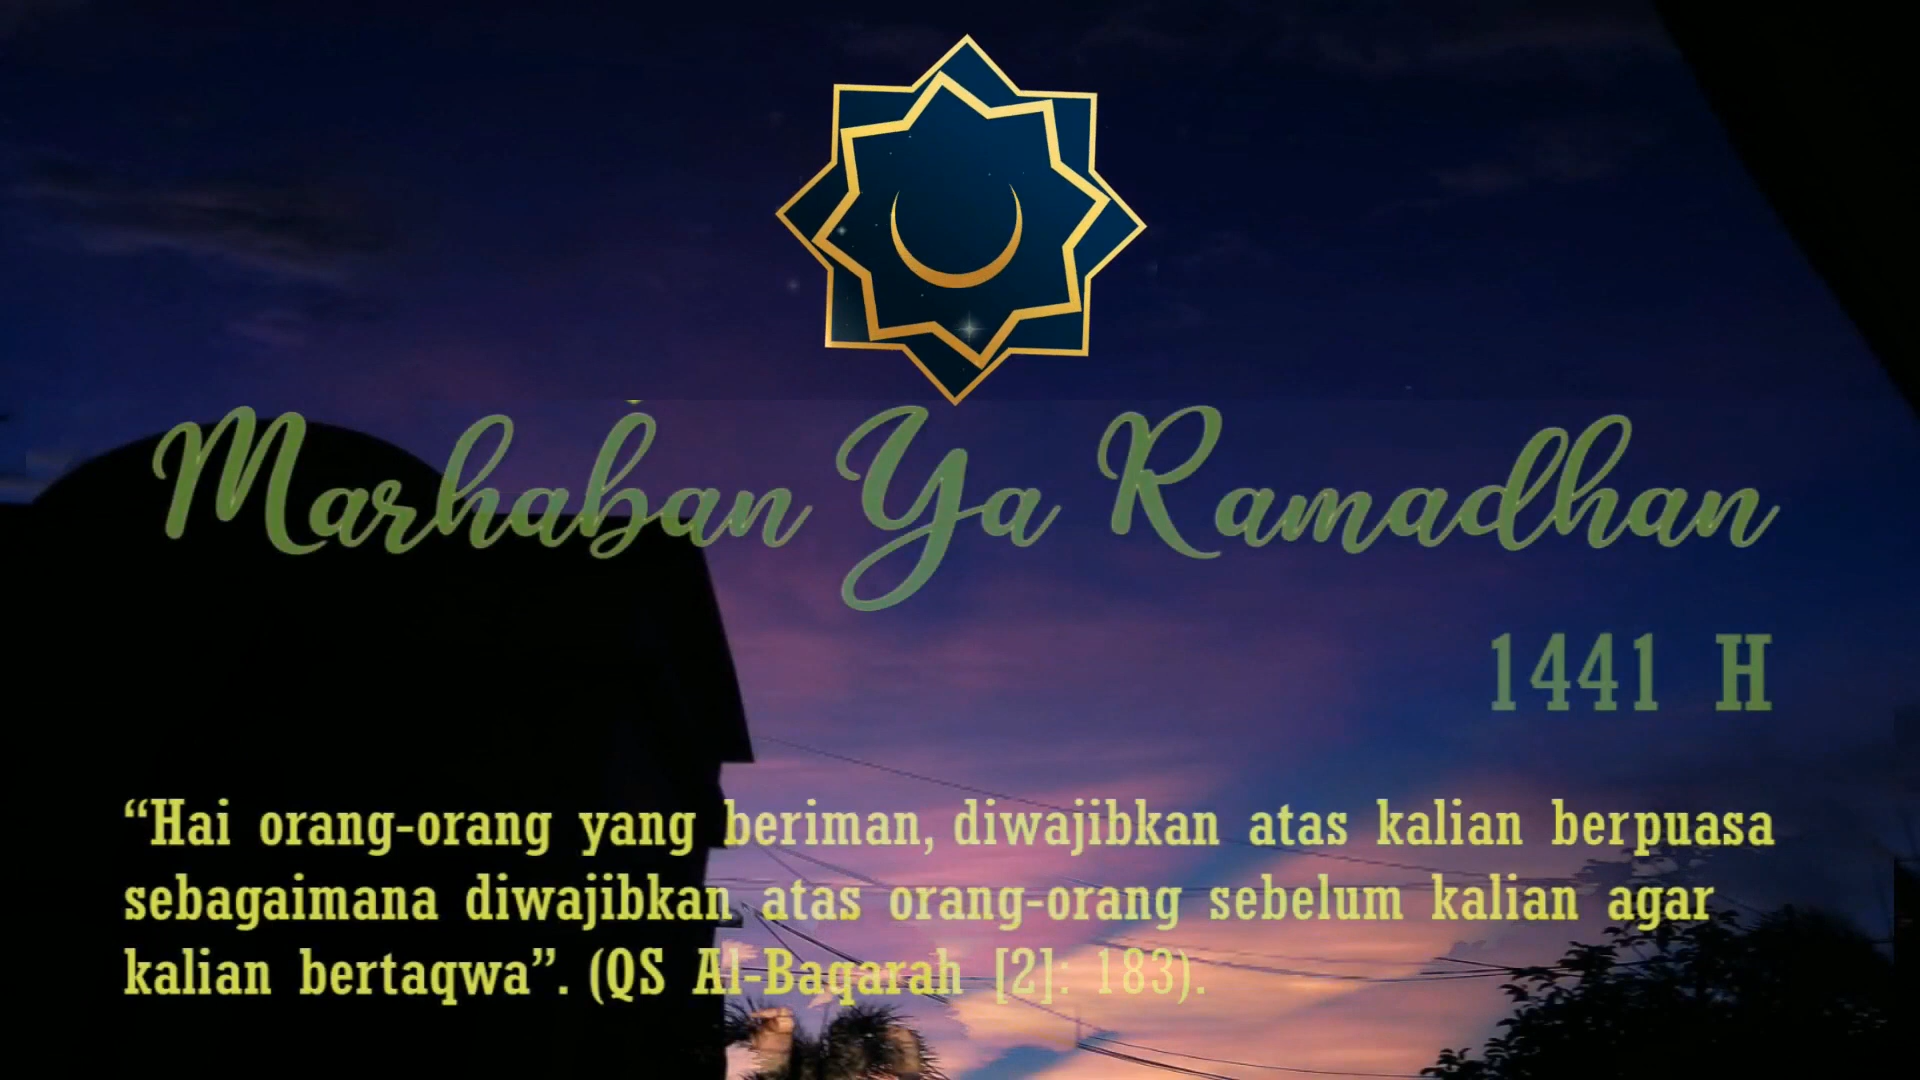 Marhaban Ya Ramadhan
1441 H
“Hai orang-orang yang beriman, diwajibkan atas kalian berpuasa
sebagaimana diwajibkan atas orang-orang sebelum kalian agar
kalian bertaqwa”. (QS Al-Baqarah [2]: 183).